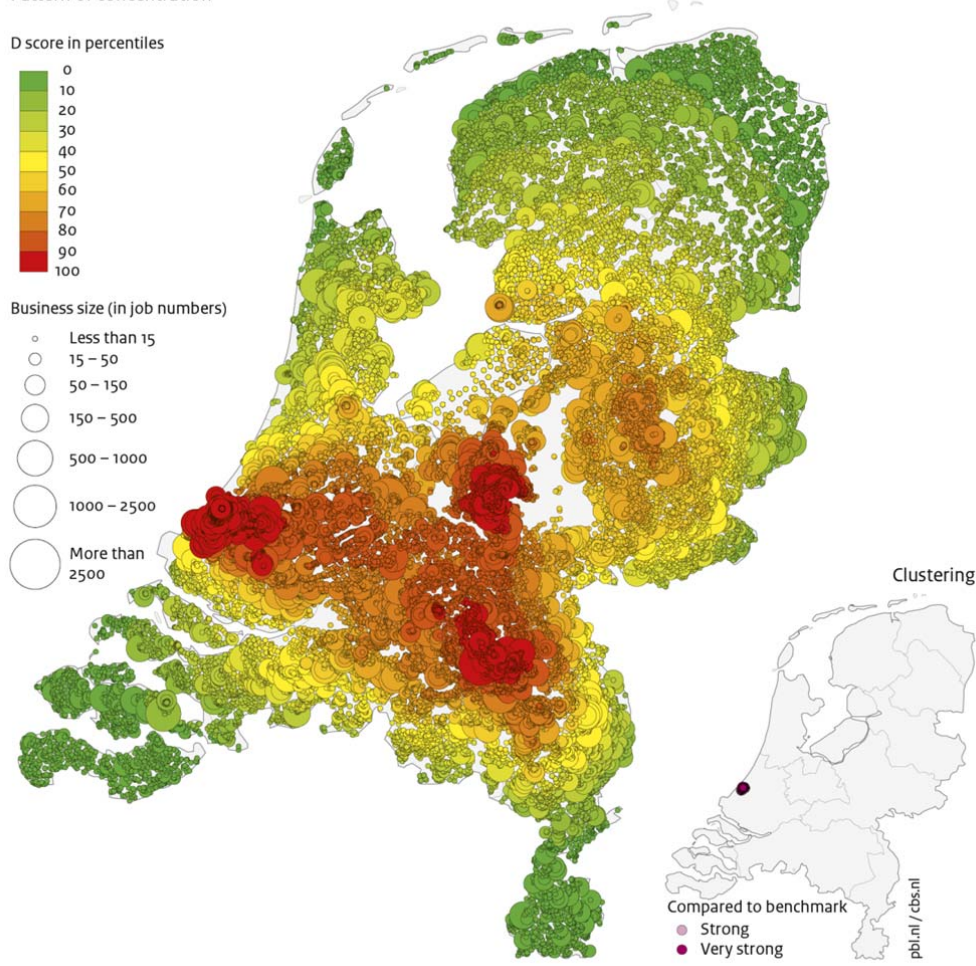 D score in percentiles
0
10
20
30
40
50
60
70
80
90
100
Business size (in job numbers)
Less than 15
15 – 50
50 – 150
150 – 500
500 – 1000
1000 – 2500
More than
2500
Clustering
Compared to benchmark
Strong
Very strong
pbl.nl / cbs.nl